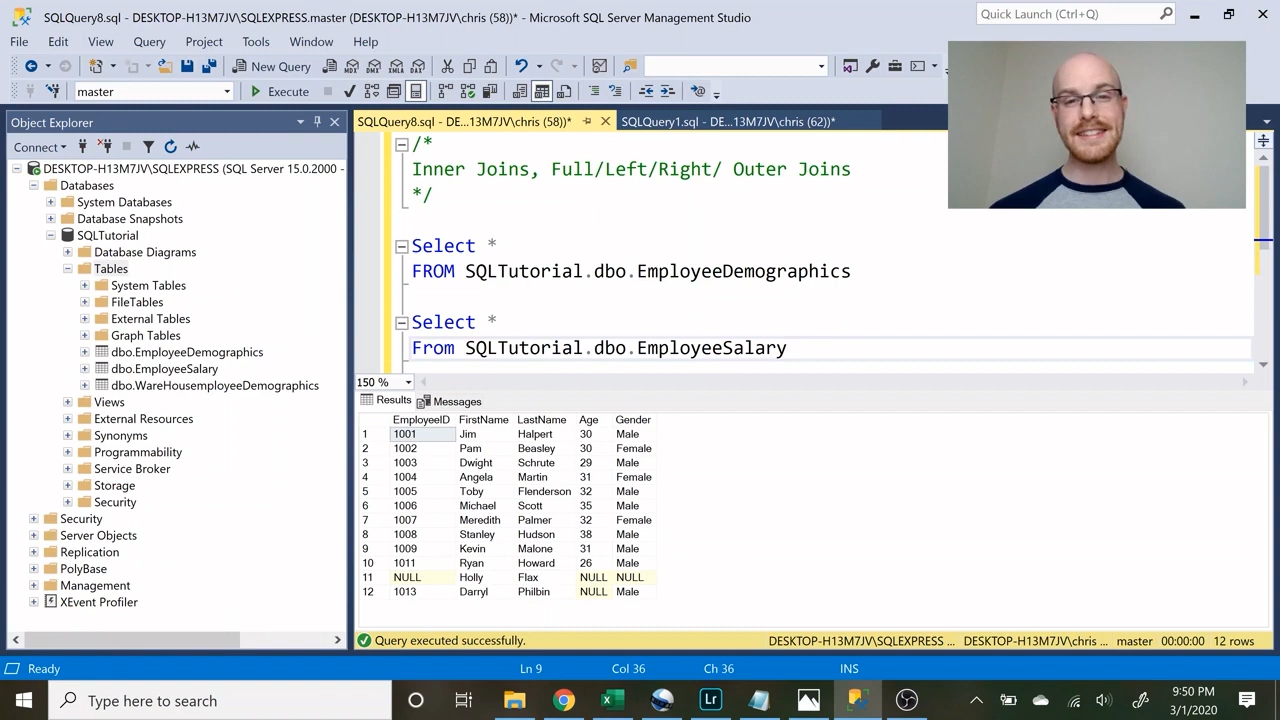 SQLQuery8.sql - DESKTOP-H13M7JV\SQLEXPRESS.master (DESKTOP-H13M7JV\chris (58))* - Microsoft SQL Server Management Studio
Quick Launch (Ctrl+Q)
File Edit View Query Project Tools Window Help
New Query
MDX DMX XMLA DAX
master Execute
Object Explorer
SQLQuery8.sql - DE...13M7JV\chris (58))* SQLQuery1.sql - DE...13M7JV\chris (62))*
Connect
DESKTOP-H13M7JV\SQLEXPRESS (SQL Server 15.0.2000 -
Databases
System Databases
Database Snapshots
SQLTutorial
Database Diagrams
Tables
System Tables
FileTables
External Tables
Graph Tables
dbo.EmployeeDemographics
dbo.EmployeeSalary
dbo.WareHousemployeeDemographics
Views
External Resources
Synonyms
Programmability
Service Broker
Storage
Security
Security
Server Objects
Replication
PolyBase
Management
XEvent Profiler
/*
Inner Joins, Full/Left/Right/ Outer Joins
*/
Select *
FROM SQLTutorial.dbo.EmployeeDemographics
Select *
From SQLTutorial.dbo.EmployeeSalary
150 %
Results Messages
EmployeeID FirstName LastName Age Gender
1 1001 Jim Halpert 30 Male
2 1002 Pam Beasley 30 Female
3 1003 Dwight Schrute 29 Male
4 1004 Angela Martin 31 Female
5 1005 Toby Flenderson 32 Male
6 1006 Michael Scott 35 Male
7 1007 Meredith Palmer 32 Female
8 1008 Stanley Hudson 38 Male
9 1009 Kevin Malone 31 Male
10 1011 Ryan Howard 26 Male
11 NULL Holly Flax NULL NULL
12 1013 Darryl Philbin NULL Male
Query executed successfully. DESKTOP-H13M7JV\SQLEXPRESS ... DESKTOP-H13M7JV\chris ... master 00:00:00 12 rows
Ready Ln 9 Col 36 Ch 36 INS
Type here to search
Lr
9:50 PM
3/1/2020